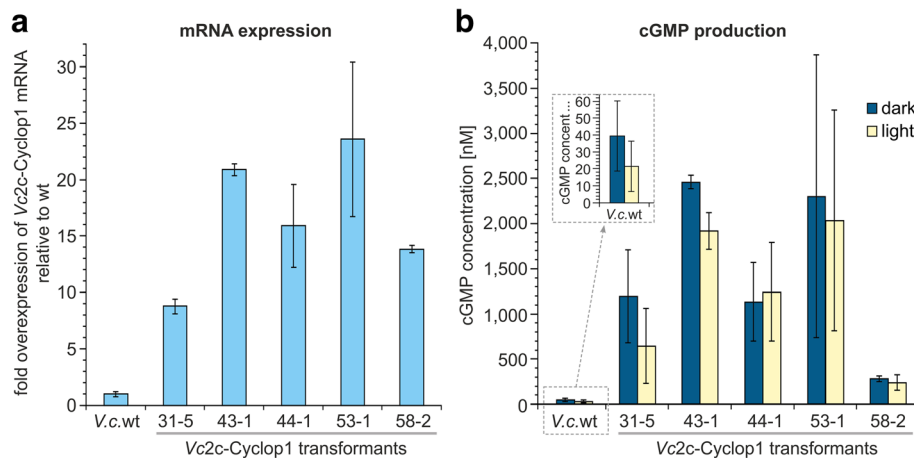 a
mRNA expression
fold overexpression of Vc2c-Cyclop1 mRNA
relative to wt
30
25
20
15
10
5
0
V.c.wt 31-5 43-1 44-1 53-1 58-2
Vc2c-Cyclop1 transformants
b
cGMP production
cGMP concentration [nM]
4,000
3,500
3,000
2,500
2,000
1,500
1,000
500
0
dark
light
cGMP concent...
60
50
40
30
20
10
0
V.c.wt
V.c.wt 31-5 43-1 44-1 53-1 58-2
Vc2c-Cyclop1 transformants